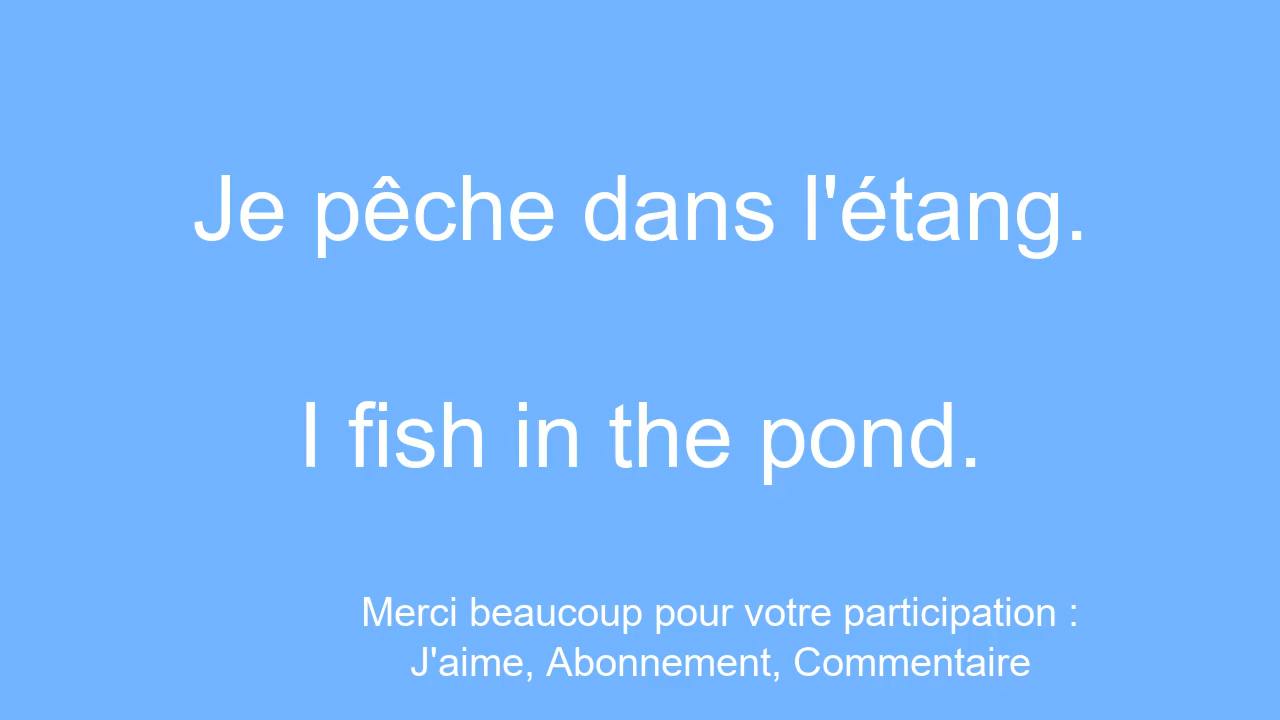 Je pêche dans l'étang.
I fish in the pond.
Merci beaucoup pour votre participation :
J'aime, Abonnement, Commentaire